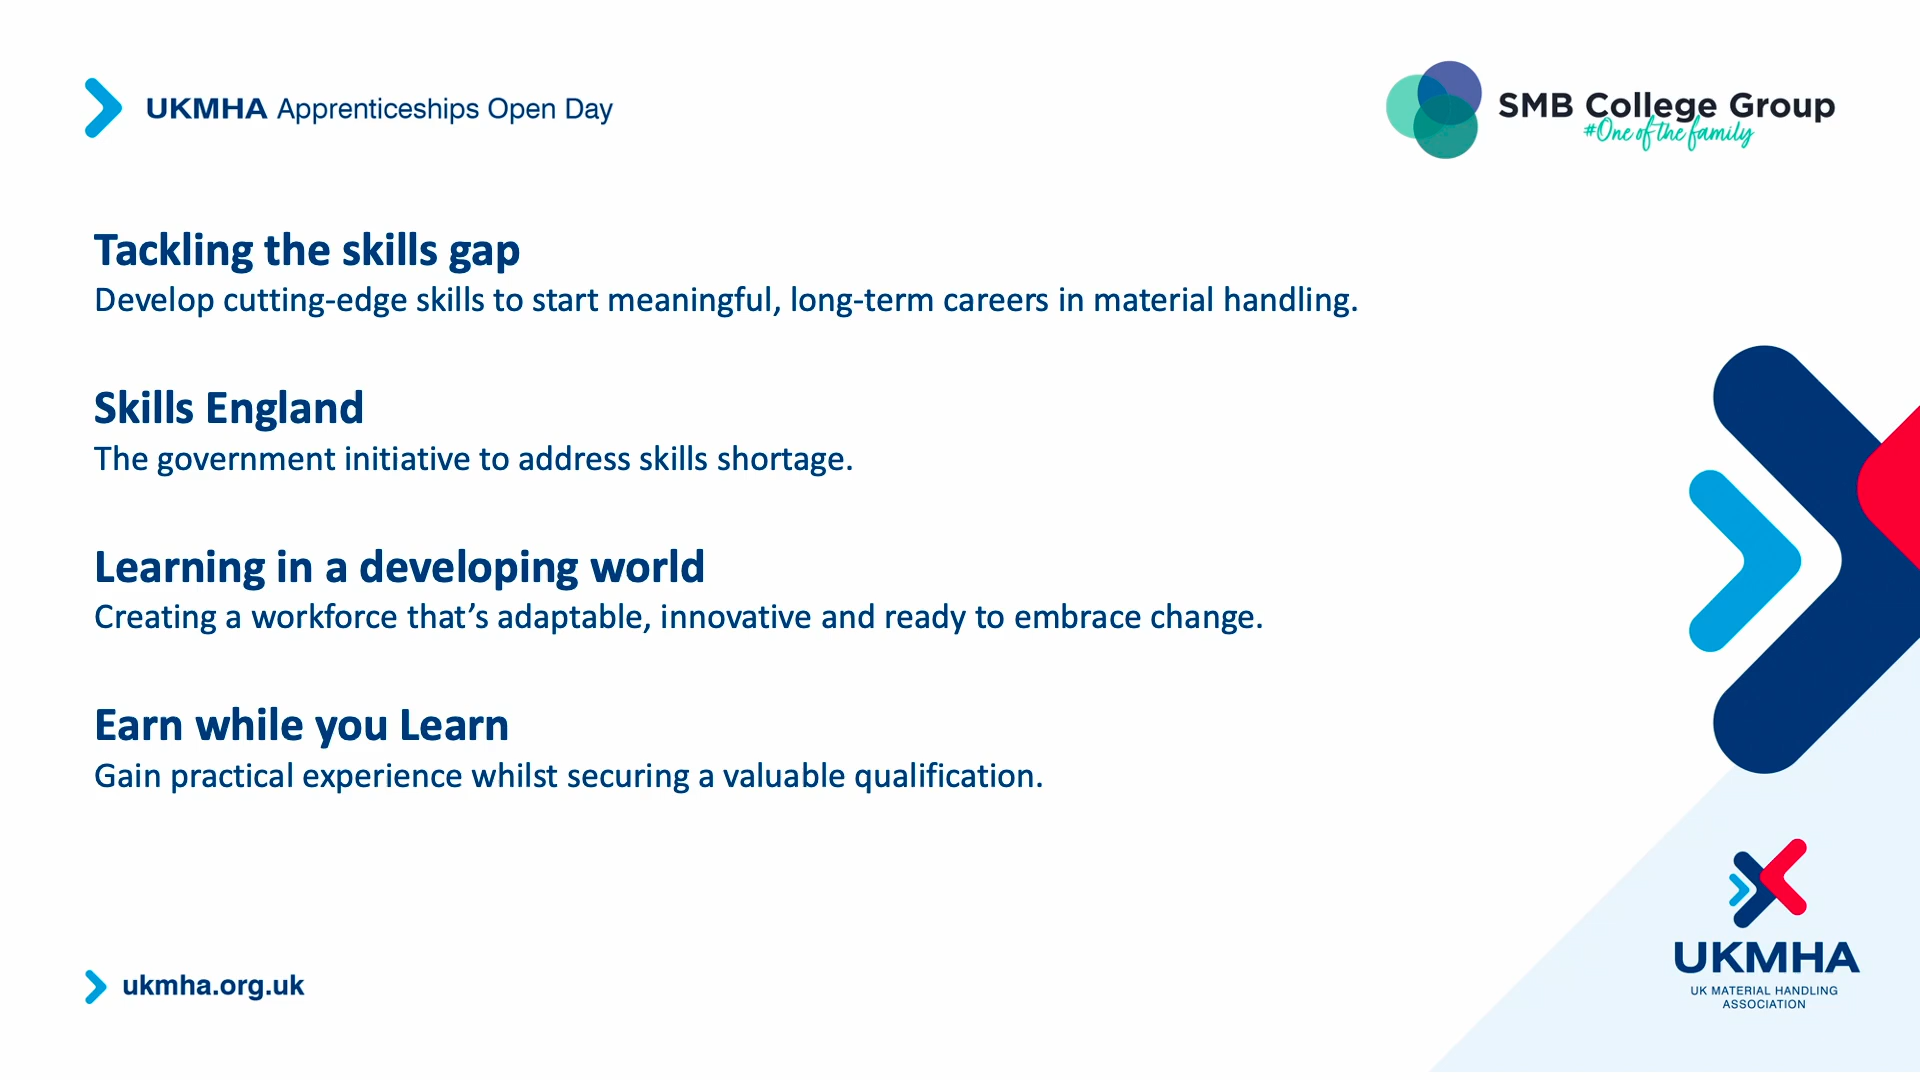 UKMHA Apprenticeships Open Day
SMB College Group
#One of the family
Tackling the skills gap
Develop cutting-edge skills to start meaningful, long-term careers in material handling.
Skills England
The government initiative to address skills shortage.
Learning in a developing world
Creating a workforce that’s adaptable, innovative and ready to embrace change.
Earn while you Learn
Gain practical experience whilst securing a valuable qualification.
ukmha.org.uk
UKMHA
UK MATERIAL HANDLING
ASSOCIATION